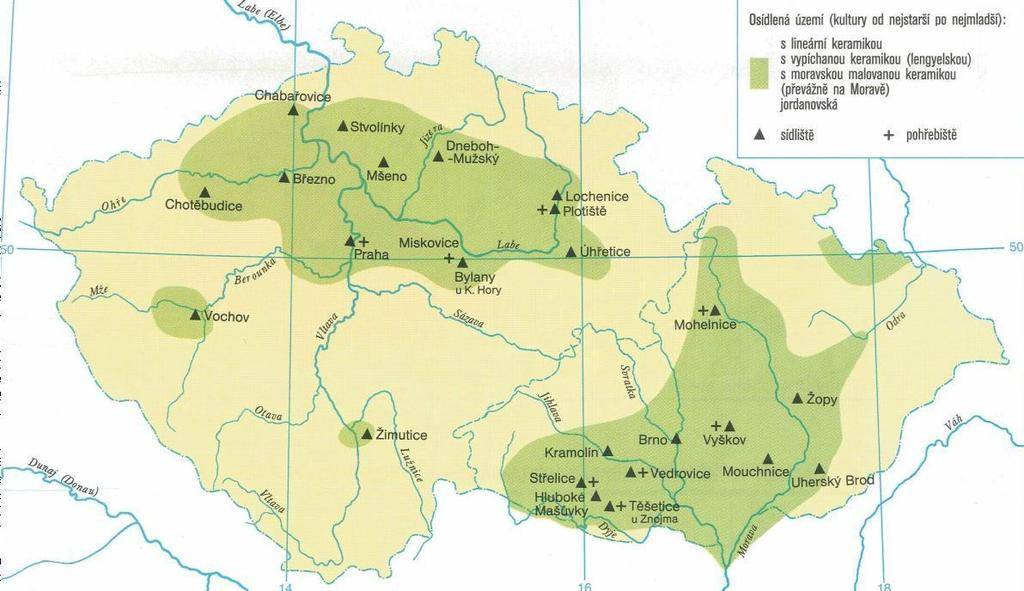 Labe (Elbe)
Osídlená území (kultury od nejstarší po nejmladší):
s lineární keramikou
s vypíchanou keramikou (lengyelskou)
s moravskou malovanou keramikou
(převážně na Moravě)
jordanovská
sídliště
pohřebiště
Chabařovice
Stvolínky
Jizera
Dneboh-
-Mužský
Mšeno
Březno
Chotěbudice
Ohře
Lochenice
Plotiště
50
Praha
Miskovice
Labe
Úhřetice
50
Bylany
u K. Hory
Berounka
Mže
Vochov
Vltava
Sázava
Mohelnice
Odra
Svratka
Jihlava
Žopy
Otava
Žimutice
Lužnice
Brno
Vyškov
Váh
Kramolín
Vedrovice
Mouchnice
Uherský Brod
Střelice
Hluboké
Mašůvky
Těšetice
u Znojma
Dunaj (Donau)
Vltava
Dyje
Morava
14
16
18